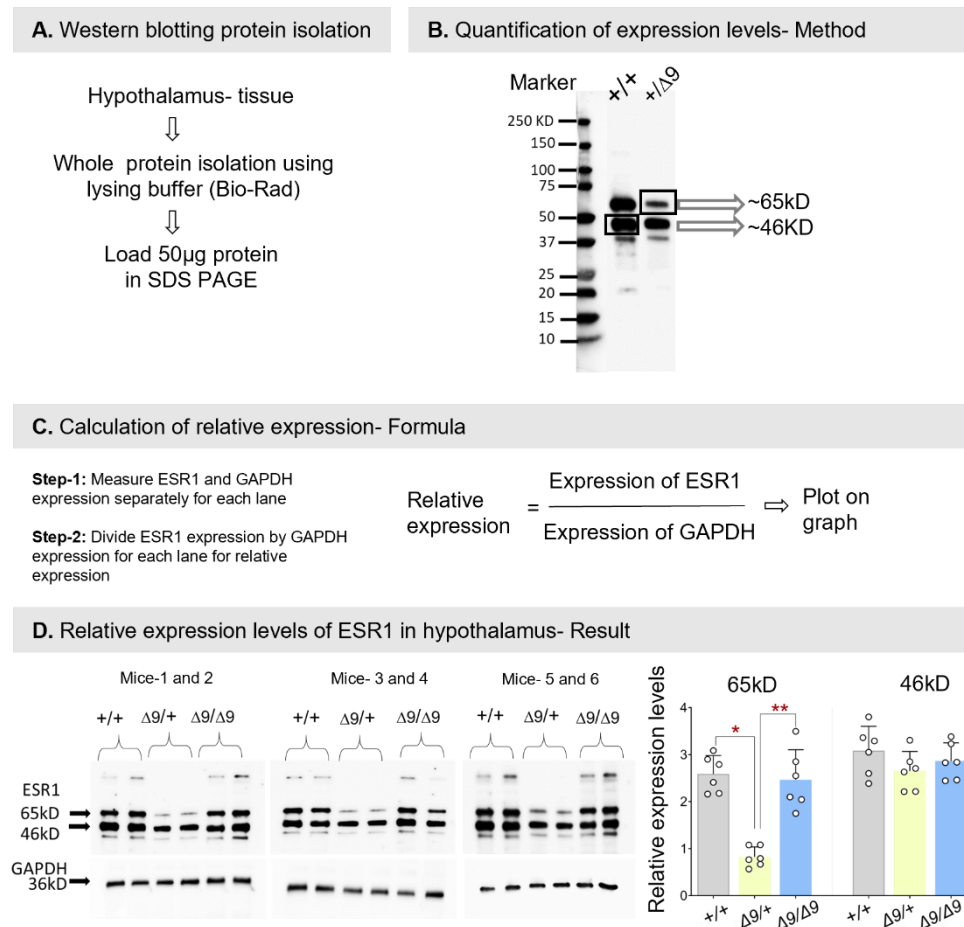 A. Western blotting protein isolation
Hypothalamus- tissue
⇩
Whole protein isolation using
lysing buffer (Bio-Rad)
⇩
Load 50µg protein
in SDS PAGE
B. Quantification of expression levels- Method
Marker
+/+
+/Δ9
250 KD
150
100
75
50
37
25
20
15
10
~65kD
~46KD
C. Calculation of relative expression- Formula
Step-1: Measure ESR1 and GAPDH
expression separately for each lane
Step-2: Divide ESR1 expression by GAPDH
expression for each lane for relative
expression
Relative
expression
=
Expression of ESR1
Expression of GAPDH
⇨
Plot on
graph
D. Relative expression levels of ESR1 in hypothalamus- Result
Mice-1 and 2
Mice- 3 and 4
Mice- 5 and 6
+/+ Δ9/+ Δ9/Δ9
+/+ Δ9/+ Δ9/Δ9
+/+ Δ9/+ Δ9/Δ9
ESR1
65kD
46kD
GAPDH
36kD
65kD
46kD
Relative expression levels
4
3
2
1
0
*
**
+/+
Δ9/+
Δ9/Δ9
+/+
Δ9/+
Δ9/Δ9